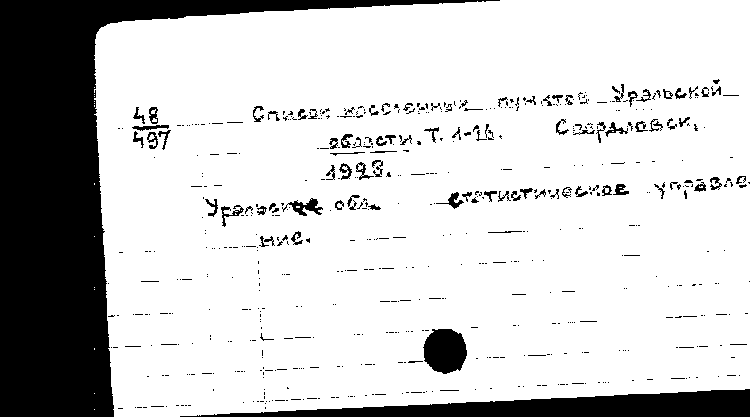 48
497
Список населенных пунктов Уральской
области. Т. 1-16. Свердловск,
1928.
Уральское обл. статистическое управле
ние.